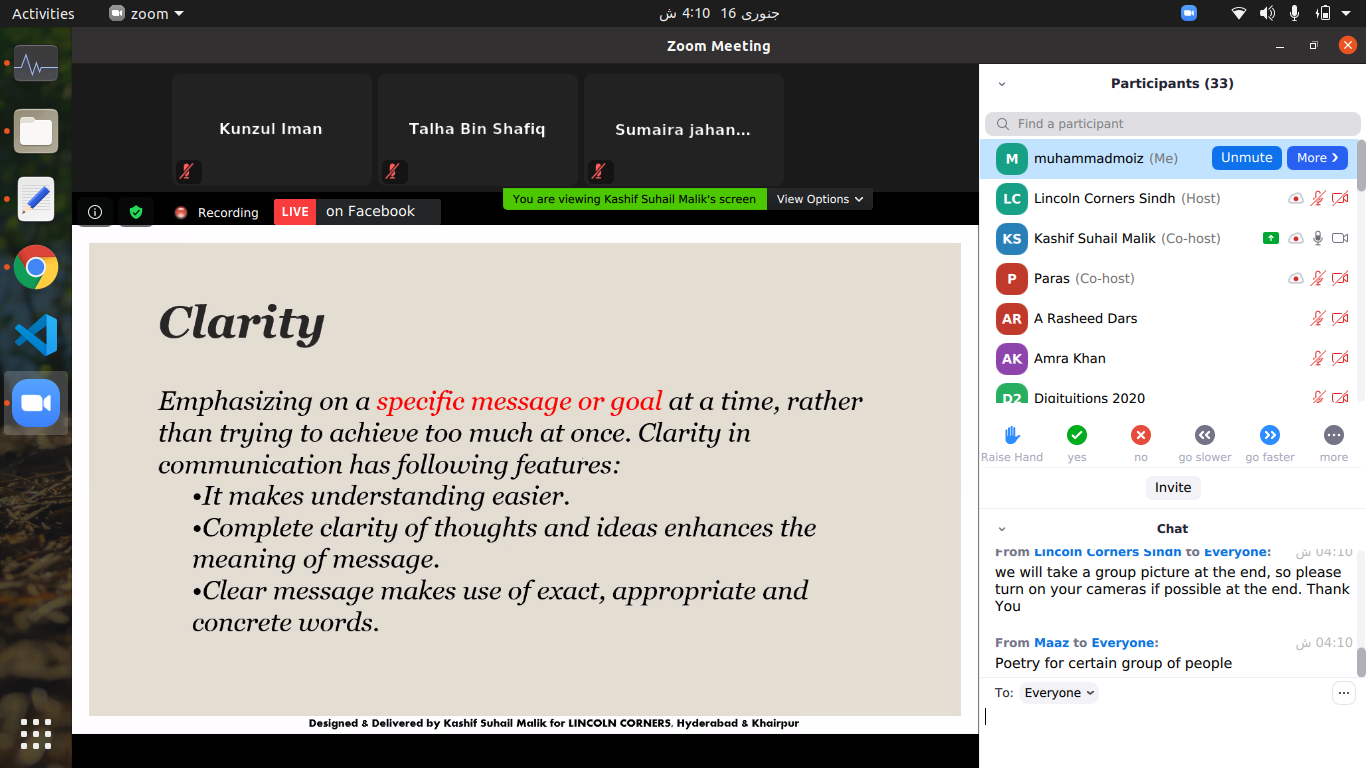 Activities
zoom
جنوری 16 4:10 ش
Zoom Meeting
Kunzul Iman
Talha Bin Shafiq
Sumaira jahan...
Recording
LIVE on Facebook
You are viewing Kashif Suhail Malik's screen
View Options
Clarity
Emphasizing on a specific message or goal at a time, rather
than trying to achieve too much at once. Clarity in
communication has following features:
•It makes understanding easier.
•Complete clarity of thoughts and ideas enhances the
meaning of message.
•Clear message makes use of exact, appropriate and
concrete words.
Designed & Delivered by Kashif Suhail Malik for LINCOLN CORNERS, Hyderabad & Khairpur
Participants (33)
Find a participant
M muhammadmoiz (Me) Unmute More
LC Lincoln Corners Sindh (Host)
KS Kashif Suhail Malik (Co-host)
P Paras (Co-host)
AR A Rasheed Dars
AK Amra Khan
D2 Digituitions 2020
Raise Hand yes no go slower go faster more
Invite
Chat
From Lincoln Corners Sindh to Everyone: 04:10 ش
we will take a group picture at the end, so please
turn on your cameras if possible at the end. Thank
You
From Maaz to Everyone: 04:10 ش
Poetry for certain group of people
To: Everyone